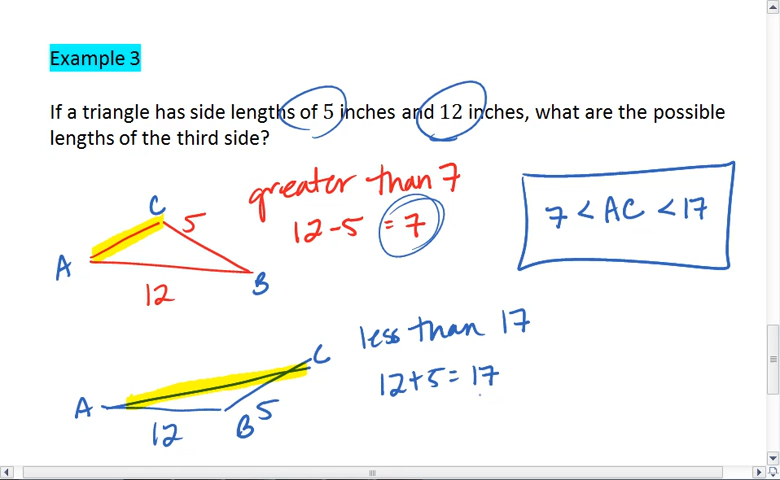 Example 3
If a triangle has side lengths of 5 inches and 12 inches, what are the possible
lengths of the third side?
greater than 7
12-5 = 7
7 < AC < 17
C
5
A
12
B
less than 17
12+5=17
C
A
12
B
5